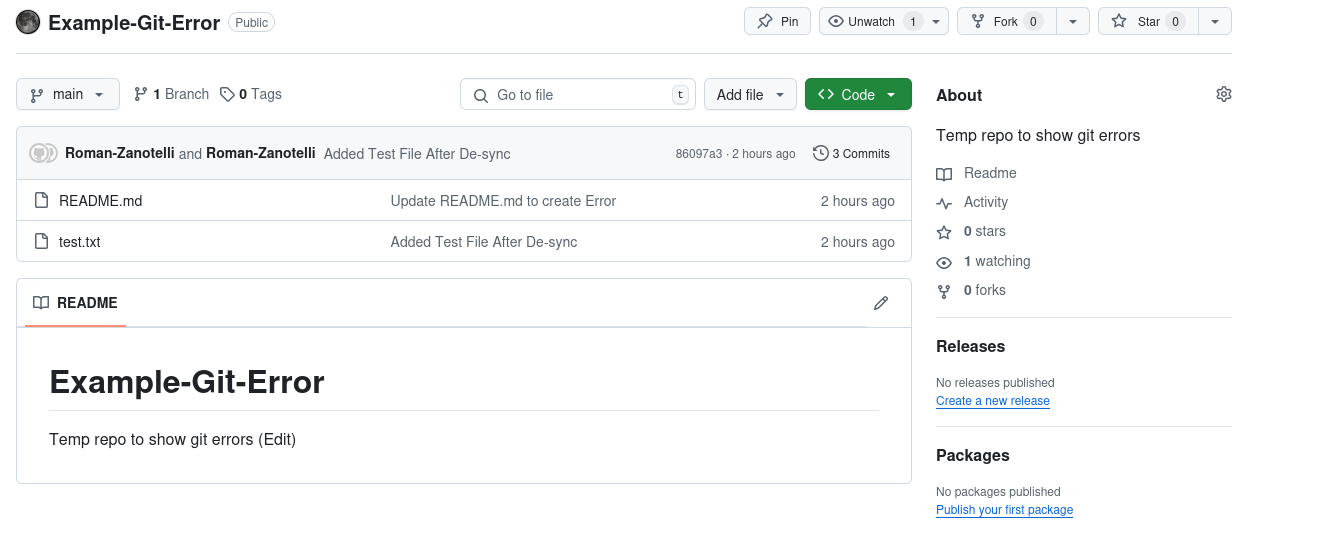 Example-Git-Error Public Pin Unwatch 1 Fork 0 Star 0
main 1 Branch 0 Tags Go to file t Add file Code
Roman-Zanotelli and Roman-Zanotelli Added Test File After De-sync 86097a3 · 2 hours ago 3 Commits
README.md Update README.md to create Error 2 hours ago
test.txt Added Test File After De-sync 2 hours ago
README
Example-Git-Error
Temp repo to show git errors (Edit)
About
Temp repo to show git errors
Readme
Activity
0 stars
1 watching
0 forks
Releases
No releases published
Create a new release
Packages
No packages published
Publish your first package